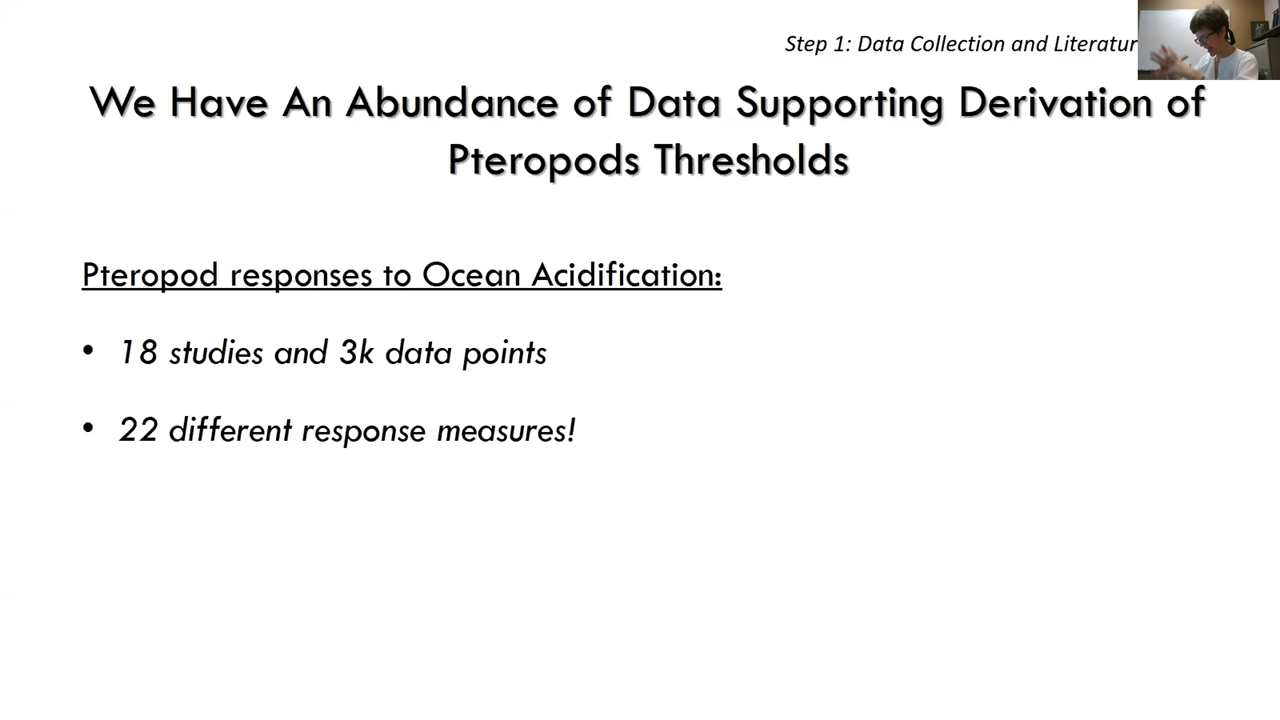 Step 1: Data Collection and
We Have An Abundance of Data Supporting Derivation of
Pteropods Thresholds
Pteropod responses to Ocean Acidification:
• 18 studies and 3k data points
• 22 different response measures!